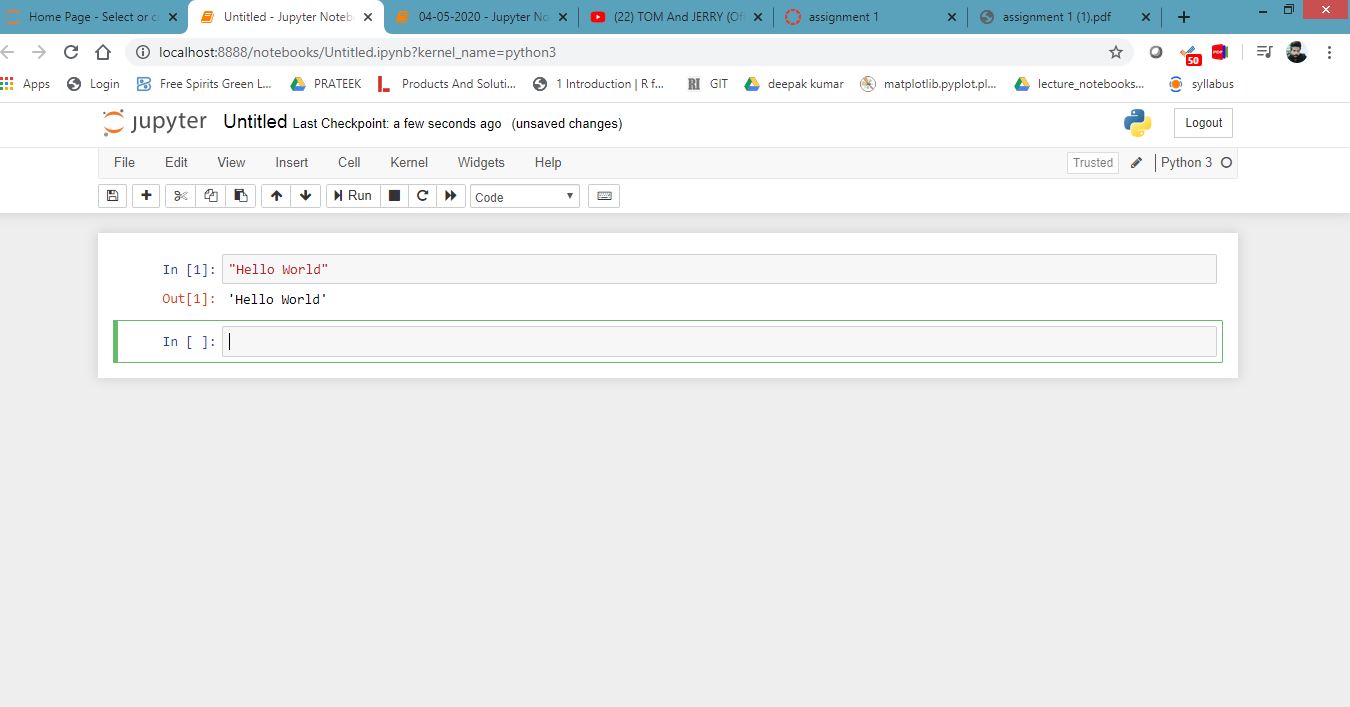 Home Page - Select or c
Untitled - Jupyter Noteb
04-05-2020 - Jupyter No
(22) TOM And JERRY (Of
assignment 1
assignment 1 (1).pdf
localhost:8888/notebooks/Untitled.ipynb?kernel_name=python3
50
PDF
Apps
Login
Free Spirits Green L...
PRATEEK
L
Products And Soluti...
1 Introduction | R f...
GIT
deepak kumar
matplotlib.pyplot.pl...
lecture_notebooks...
syllabus
jupyter Untitled Last Checkpoint: a few seconds ago (unsaved changes)
Logout
File Edit View Insert Cell Kernel Widgets Help
Trusted
Python 3
Run
Code
In [1]: "Hello World"
Out[1]: 'Hello World'
In [ ]: